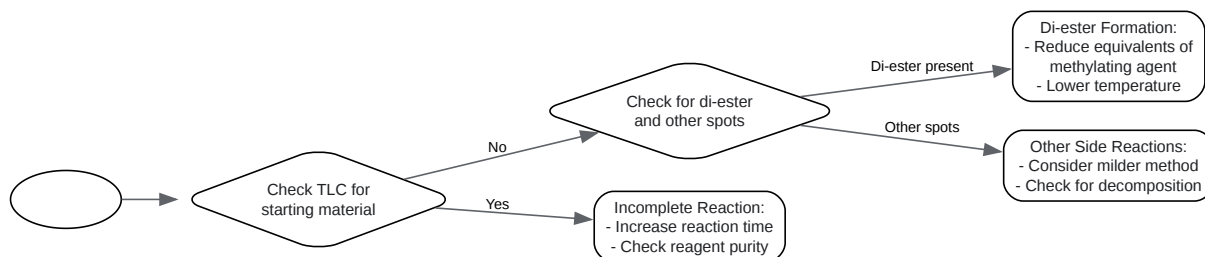 Check TLC for
starting material
No
Yes
Check for di-ester
and other spots
Incomplete Reaction:
- Increase reaction time
- Check reagent purity
Di-ester present
Other spots
Di-ester Formation:
- Reduce equivalents of
methylating agent
- Lower temperature
Other Side Reactions:
- Consider milder method
- Check for decomposition